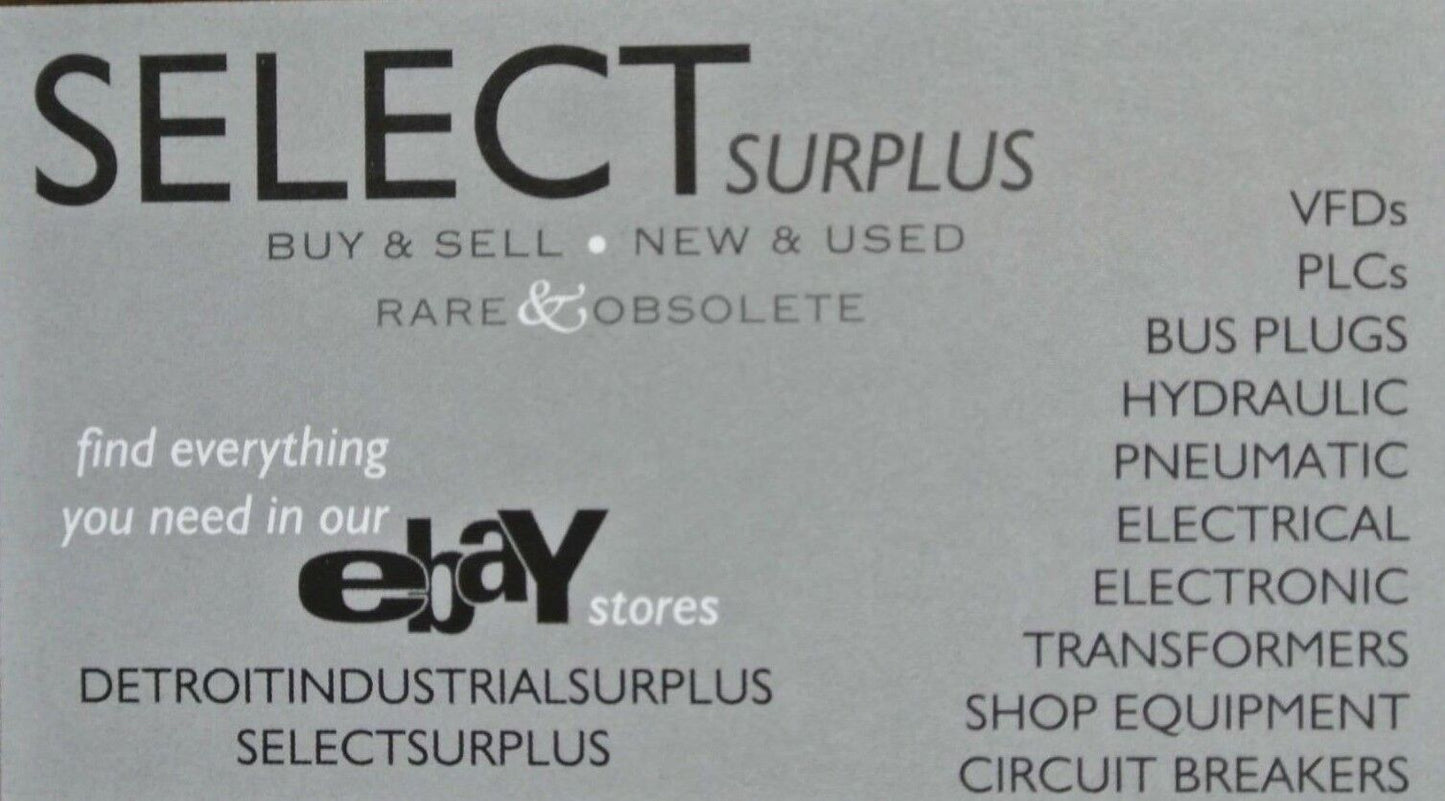 SELECT SURPLUS
BUY & SELL • NEW & USED
RARE & OBSOLETE
find everything
you need in our
ebay stores
DETROITINDUSTRIALSURPLUS
SELECTSURPLUS
VFDs
PLCs
BUS PLUGS
HYDRAULIC
PNEUMATIC
ELECTRICAL
ELECTRONIC
TRANSFORMERS
SHOP EQUIPMENT
CIRCUIT BREAKERS